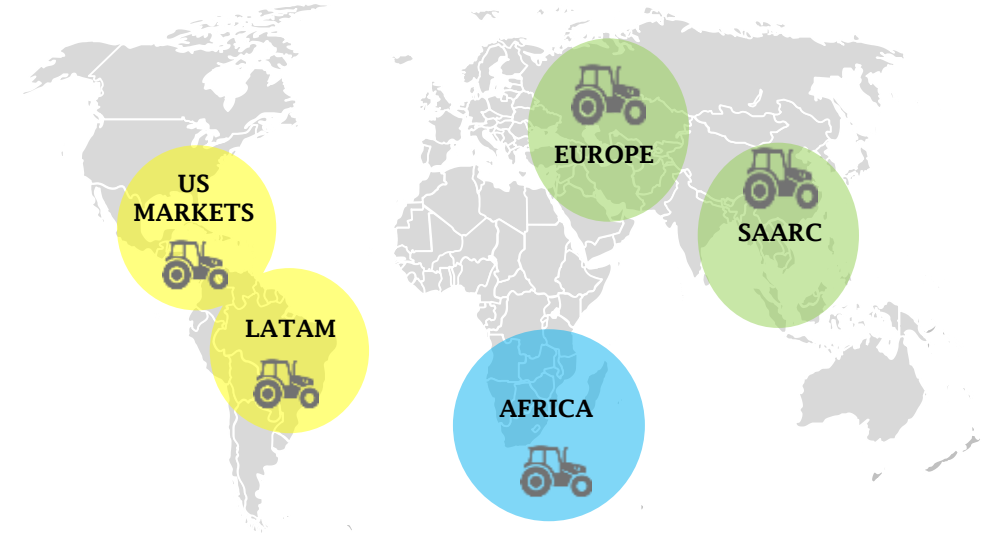 US
MARKETS
LATAM
EUROPE
SAARC
AFRICA